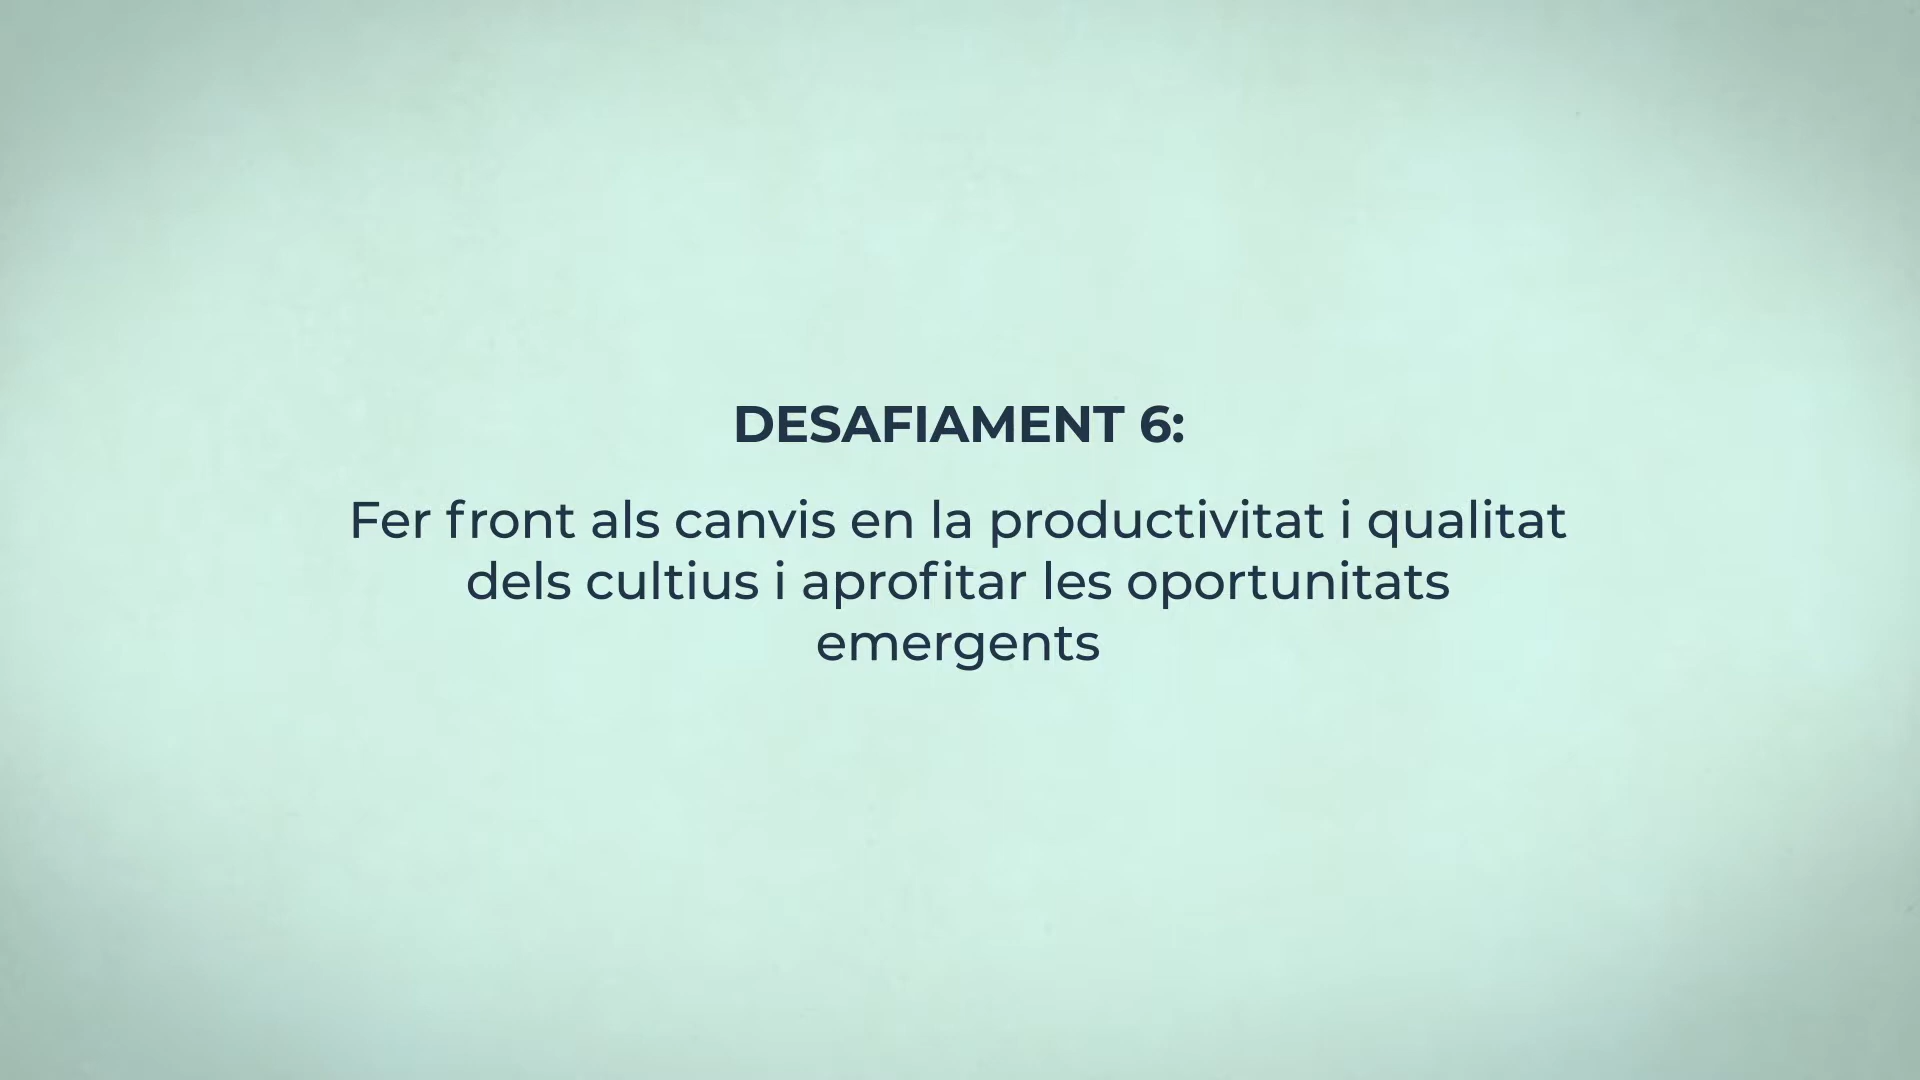 DESAFIAMENT 6:
Fer front als canvis en la productivitat i qualitat
dels cultius i aprofitar les oportunitats
emergents